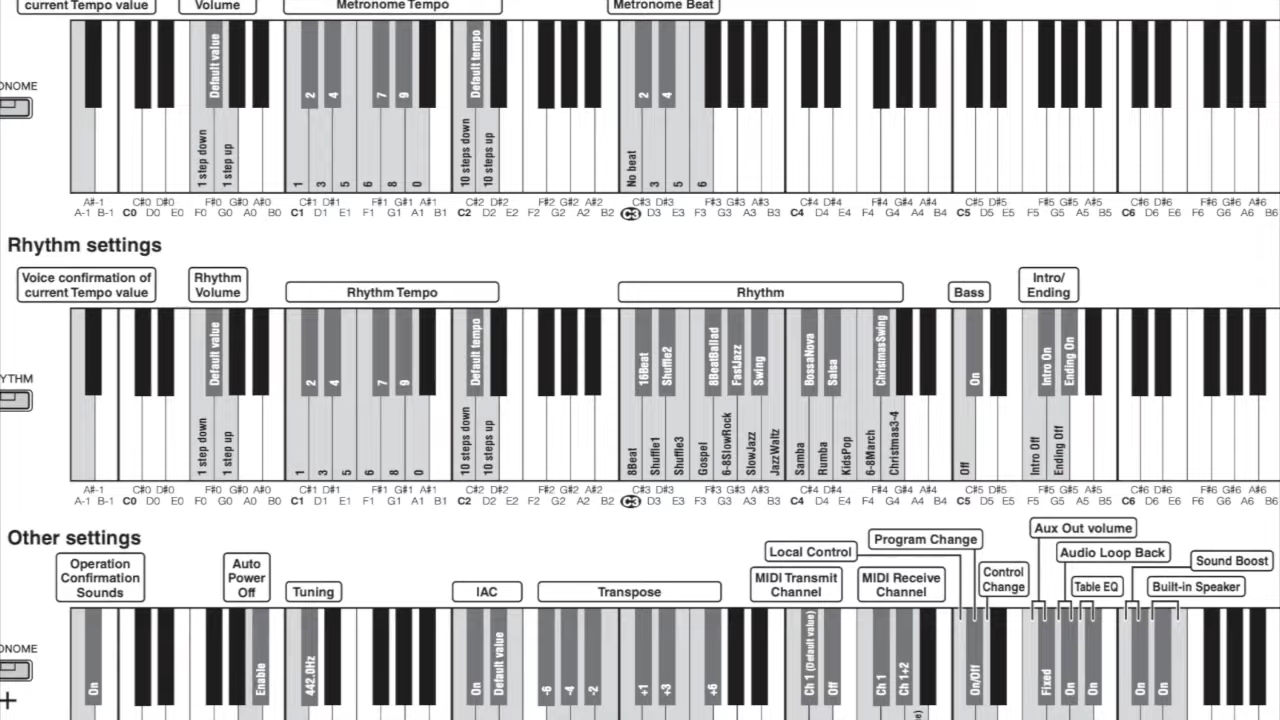 current Tempo value
Volume
Metronome Tempo
Metronome Beat
ONOME
Default value
1 step down
1 step up
1
2
3
4
5
6
7
8
9
0
Default tempo
10 steps down
10 steps up
No beat
2
3
4
5
6
A#-1 C#0 D#0 F#0 G#0 A#0 C#1 D#1 F#1 G#1 A#1 C#2 D#2 F#2 G#2 A#2 C#3 D#3 F#3 G#3 A#3 C#4 D#4 F#4 G#4 A#4 C#5 D#5 F#5 G#5 A#5 C#6 D#6 F#6 G#6 A#6
A-1 B-1 C0 D0 E0 F0 G0 A0 B0 C1 D1 E1 F1 G1 A1 B1 C2 D2 E2 F2 G2 A2 B2 C3 D3 E3 F3 G3 A3 B3 C4 D4 E4 F4 G4 A4 B4 C5 D5 E5 F5 G5 A5 B5 C6 D6 E6 F6 G6 A6 B6
Rhythm settings
Voice confirmation of
current Tempo value
Rhythm
Volume
Rhythm Tempo
Rhythm
Bass
Intro/
Ending
YTHM
Default value
1 step down
1 step up
1
2
3
4
5
6
7
8
9
0
Default tempo
10 steps down
10 steps up
8Beat
16Beat
Shuffle1
Shuffle2
Shuffle3
Gospel
8BeatBallad
6-8SlowRock
FastJazz
SlowJazz
Swing
JazzWaltz
Samba
BossaNova
Rumba
Salsa
KidsPop
6-8March
ChristmasSwing
Christmas3-4
Off
On
Intro Off
Intro On
Ending Off
Ending On
A#-1 C#0 D#0 F#0 G#0 A#0 C#1 D#1 F#1 G#1 A#1 C#2 D#2 F#2 G#2 A#2 C#3 D#3 F#3 G#3 A#3 C#4 D#4 F#4 G#4 A#4 C#5 D#5 F#5 G#5 A#5 C#6 D#6 F#6 G#6 A#6
A-1 B-1 C0 D0 E0 F0 G0 A0 B0 C1 D1 E1 F1 G1 A1 B1 C2 D2 E2 F2 G2 A2 B2 C3 D3 E3 F3 G3 A3 B3 C4 D4 E4 F4 G4 A4 B4 C5 D5 E5 F5 G5 A5 B5 C6 D6 E6 F6 G6 A6 B6
Other settings
Operation
Confirmation
Sounds
Auto
Power
Off
Tuning
IAC
Transpose
Local Control
MIDI Transmit
Channel
Program Change
MIDI Receive
Channel
Control
Change
Aux Out volume
Audio Loop Back
Table EQ
Sound Boost
Built-in Speaker
ONOME
+
On
Enable
442.0Hz
On
Default value
-6
-4
-2
+1
+3
+6
Ch 1 (Default value)
Off
Ch 1
Ch 1+2
On/Off
Fixed
On
On
On
On